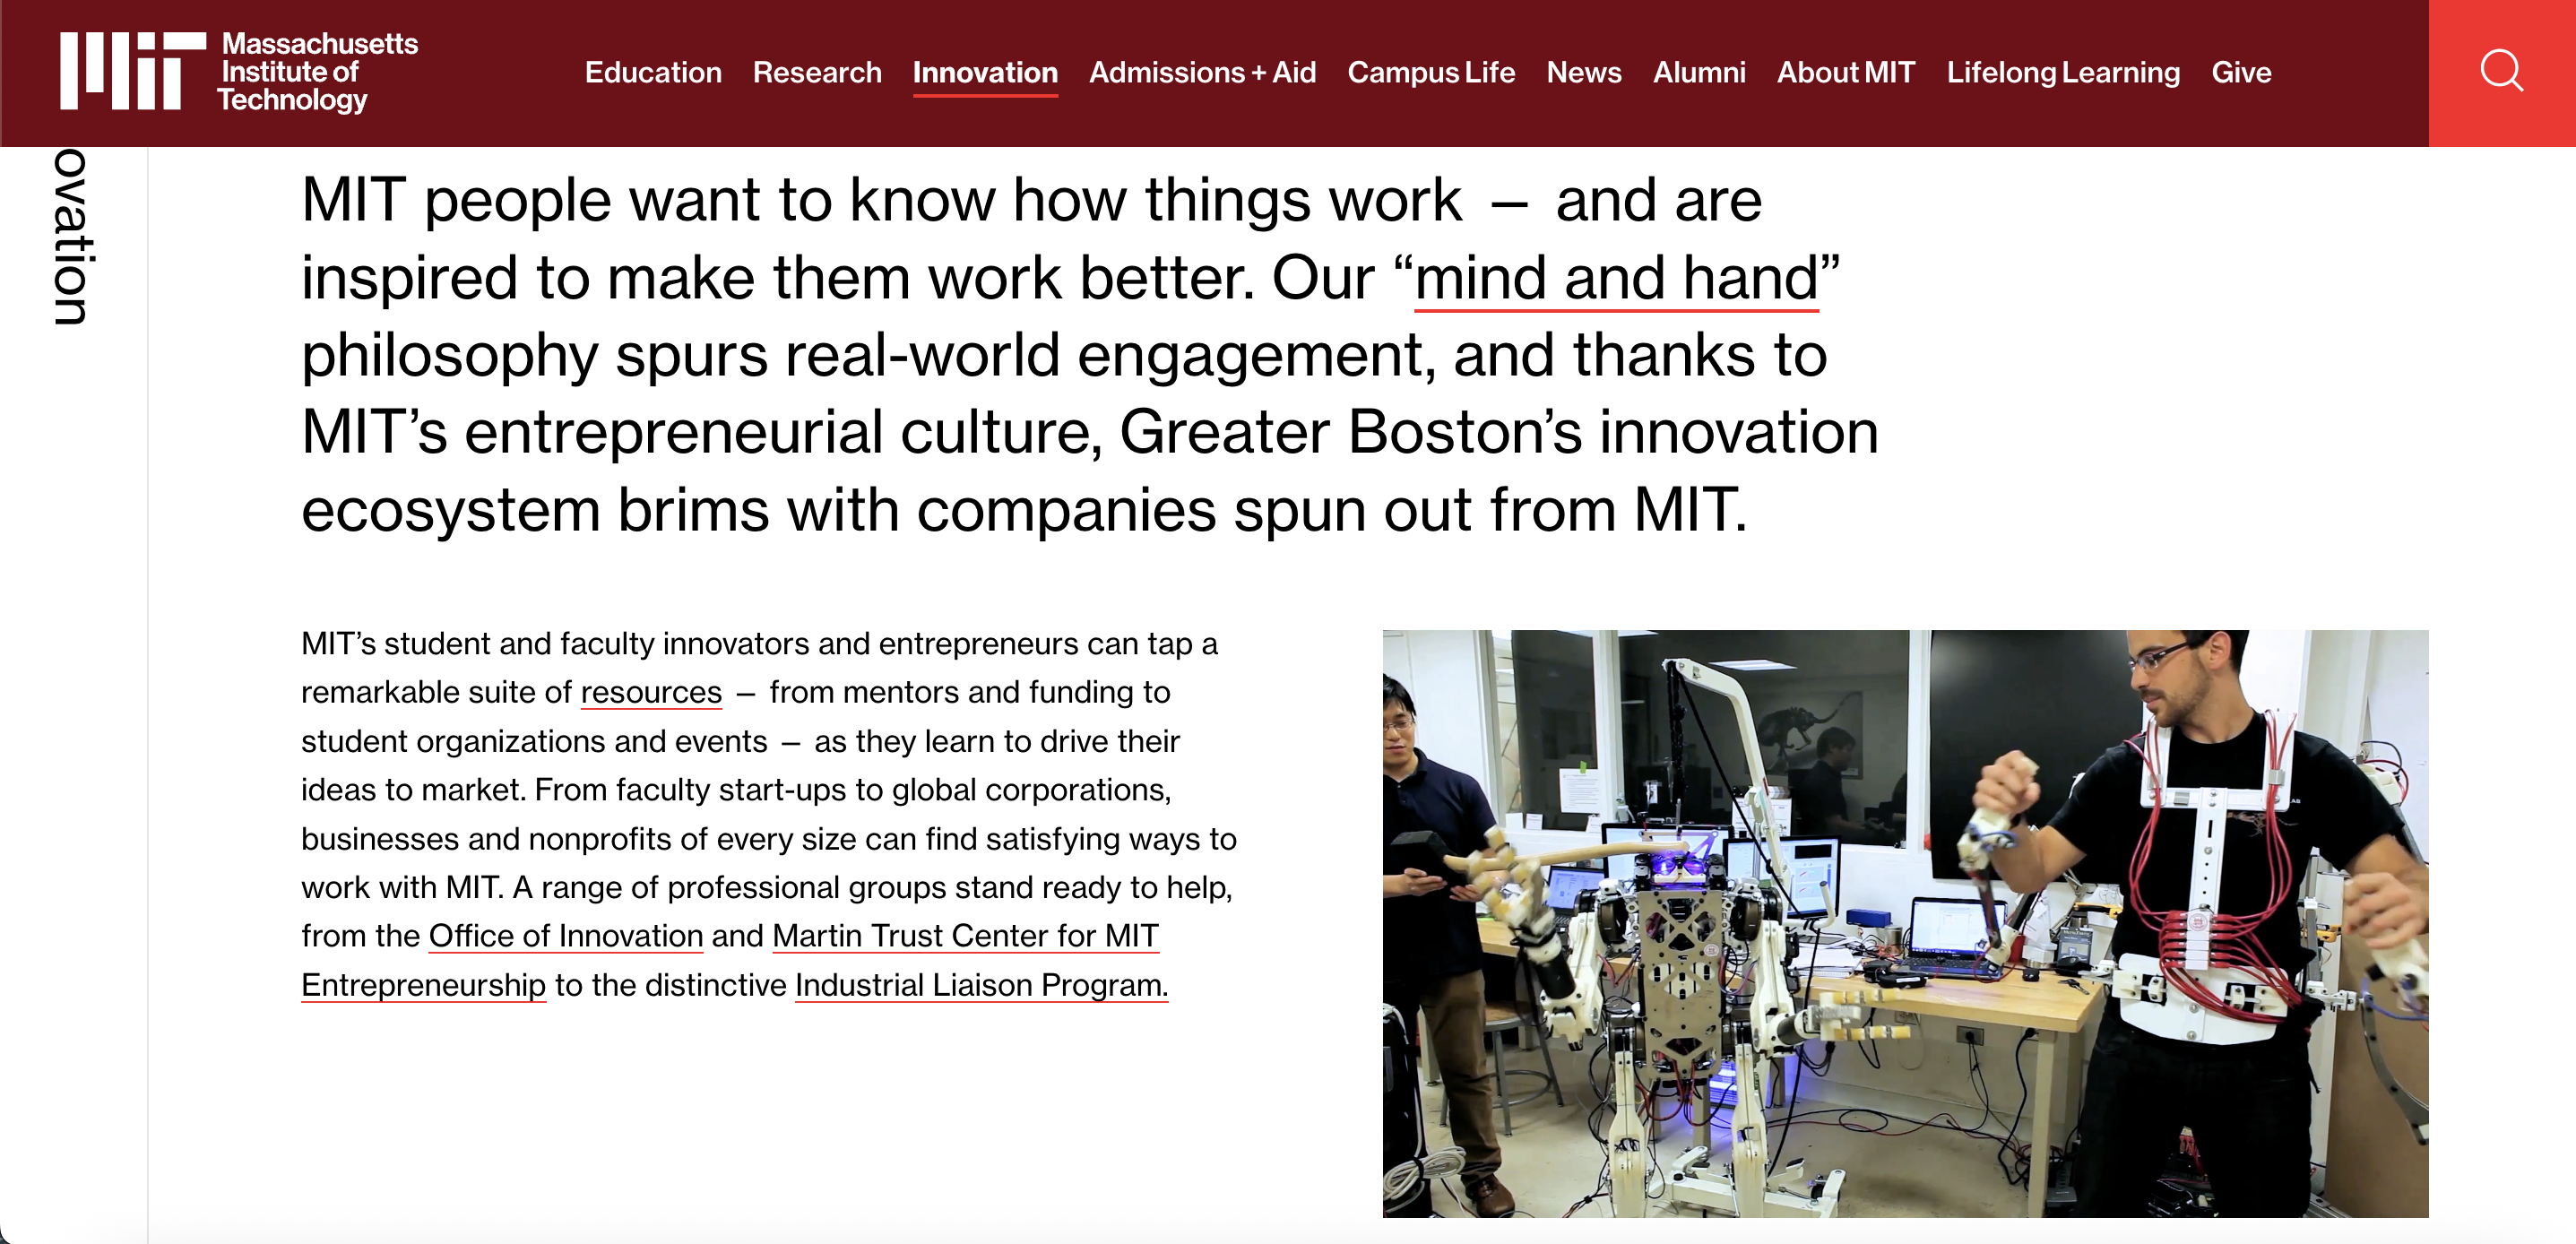 Massachusetts
Institute of
Technology
Education Research Innovation Admissions + Aid Campus Life News Alumni About MIT Lifelong Learning Give
ovation
MIT people want to know how things work — and are
inspired to make them work better. Our “mind and hand”
philosophy spurs real-world engagement, and thanks to
MIT’s entrepreneurial culture, Greater Boston’s innovation
ecosystem brims with companies spun out from MIT.
MIT’s student and faculty innovators and entrepreneurs can tap a
remarkable suite of resources — from mentors and funding to
student organizations and events — as they learn to drive their
ideas to market. From faculty start-ups to global corporations,
businesses and nonprofits of every size can find satisfying ways to
work with MIT. A range of professional groups stand ready to help,
from the Office of Innovation and Martin Trust Center for MIT
Entrepreneurship to the distinctive Industrial Liaison Program.